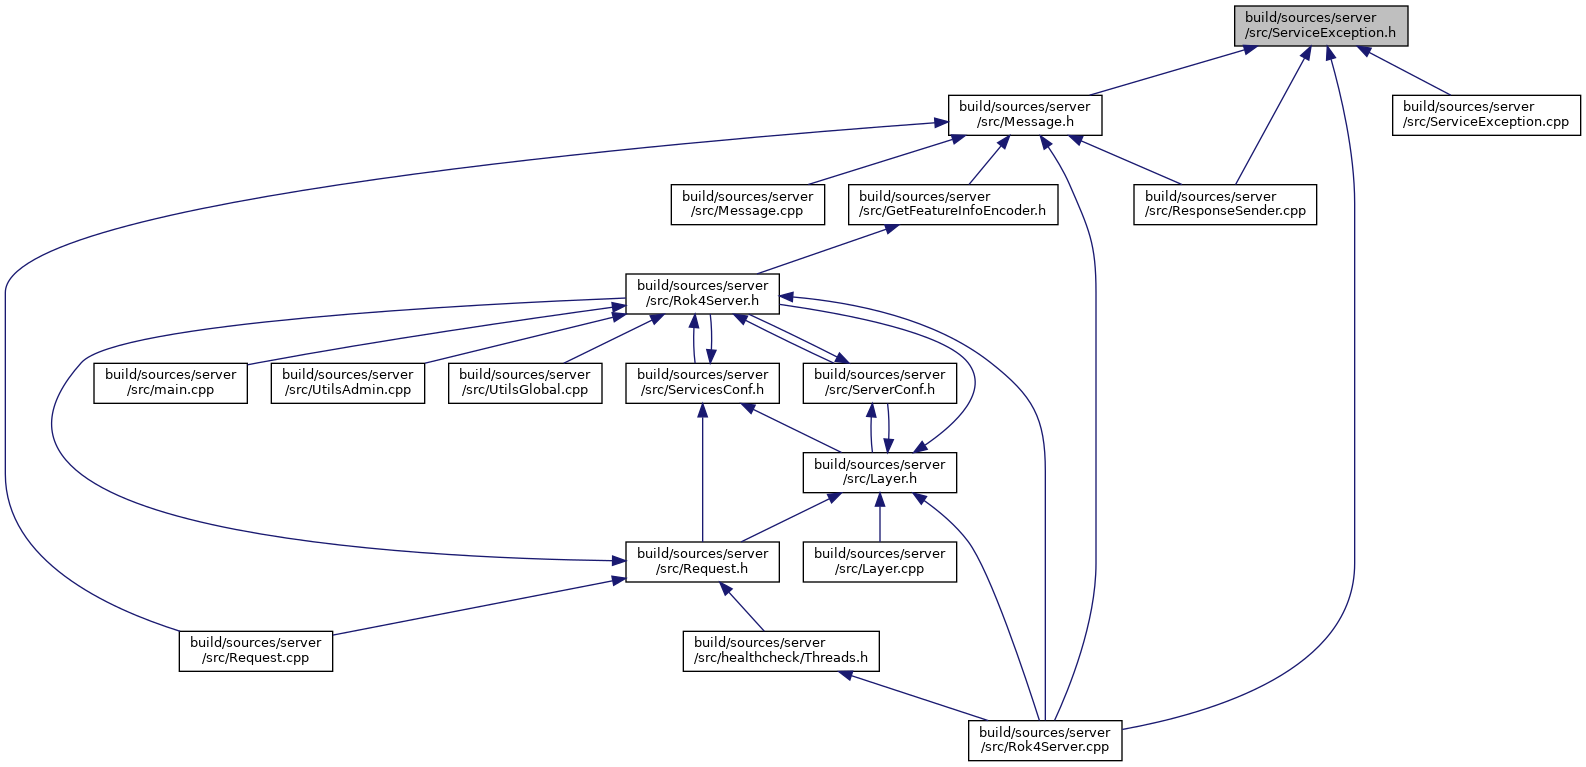 build/sources/server
/src/ServiceException.h
build/sources/server
/src/Message.h
build/sources/server
/src/ServiceException.cpp
build/sources/server
/src/Message.cpp
build/sources/server
/src/GetFeatureInfoEncoder.h
build/sources/server
/src/ResponseSender.cpp
build/sources/server
/src/Rok4Server.h
build/sources/server
/src/main.cpp
build/sources/server
/src/UtilsAdmin.cpp
build/sources/server
/src/UtilsGlobal.cpp
build/sources/server
/src/ServicesConf.h
build/sources/server
/src/ServerConf.h
build/sources/server
/src/Layer.h
build/sources/server
/src/Request.h
build/sources/server
/src/Layer.cpp
build/sources/server
/src/Request.cpp
build/sources/server
/src/healthcheck/Threads.h
build/sources/server
/src/Rok4Server.cpp